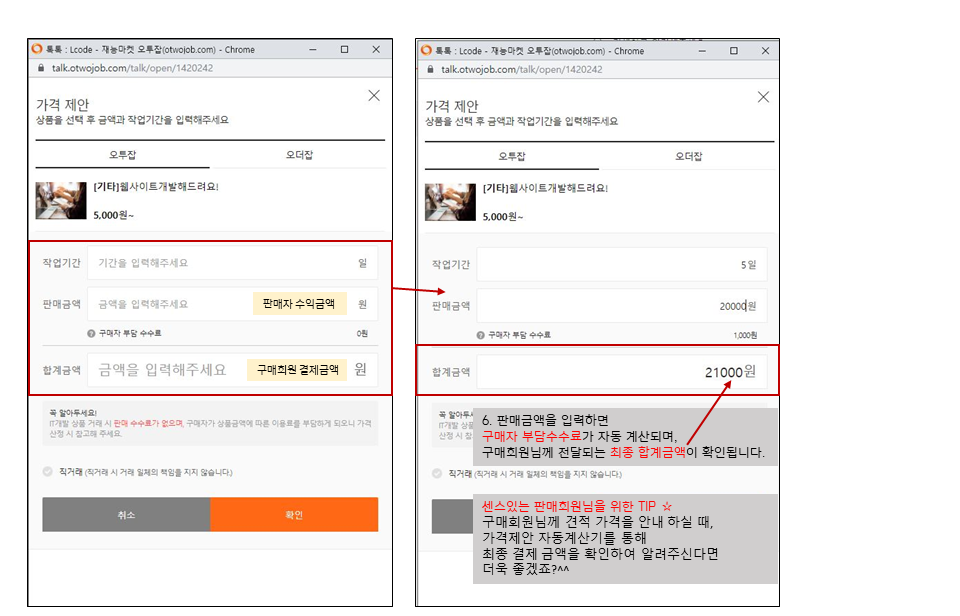 톡톡 : Lcode - 재능마켓 오투잡(otwojob.com) - Chrome
talk.otwojob.com/talk/open/1420242
가격 제안
상품을 선택 후 금액과 작업기간을 입력해주세요
오투잡
오더잡
[기타]웹사이트개발해드려요!
5,000원~
작업기간
기간을 입력해주세요
일
판매금액
금액을 입력해주세요
판매자 수익금액
원
구매자 부담 수수료
0원
합계금액
금액을 입력해주세요
구매회원 결제금액
원
꼭 알아두세요!
IT개발 상품 거래 시 판매 수수료가 없으며, 구매자가 상품금액에 따른 이용료를 부담하게 되오니 가격
산정 시 참고해 주세요.
직거래 (직거래 시 거래 일체의 책임을 지지 않습니다.)
취소
확인
톡톡 : Lcode - 재능마켓 오투잡(otwojob.com) - Chrome
talk.otwojob.com/talk/open/1420242
가격 제안
상품을 선택 후 금액과 작업기간을 입력해주세요
오투잡
오더잡
[기타]웹사이트개발해드려요!
5,000원~
작업기간
5일
판매금액
20000원
구매자 부담 수수료
1,000원
합계금액
21000원
꼭 알아두
IT개발 상품
산정 시 참
6. 판매금액을 입력하면
구매자 부담수수료가 자동 계산되며,
구매회원님께 전달되는 최종 합계금액이 확인됩니다.
직거래 (직거래 시 거래 일체의 책임을 지지 않습니다.)
센스있는 판매회원님을 위한 TIP ☆
구매회원님께 견적 가격을 안내 하실 때,
가격제안 자동계산기를 통해
최종 결제 금액을 확인하여 알려주신다면
더욱 좋겠죠?^^